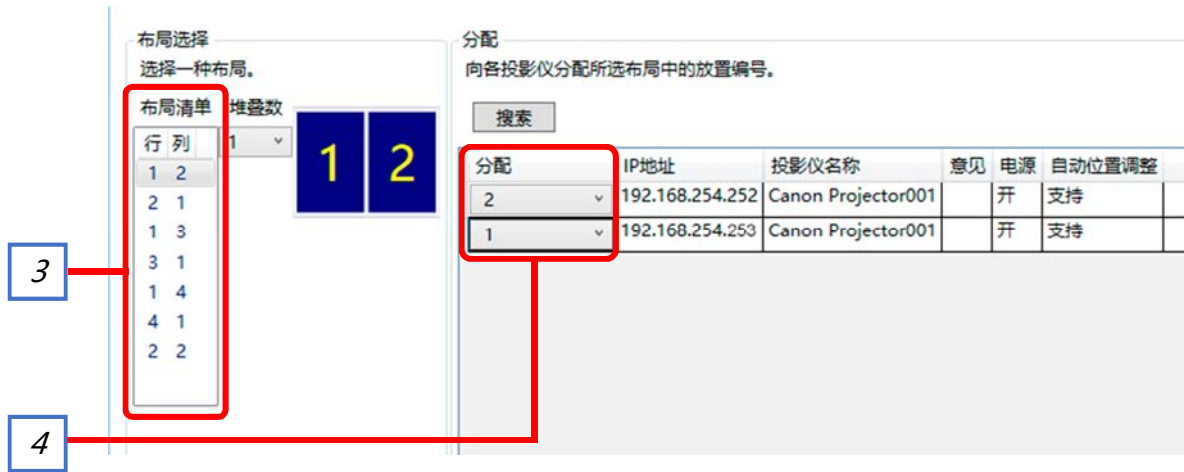 布局选择
选择一种布局。
布局清单 堆叠数
行 列
1 2
2 1
1 3
3 1
1 4
4 1
2 2
1
1 2
分配
向各投影仪分配所选布局中的放置编号。
搜索
分配 IP地址 投影仪名称 意见 电源 自动位置调整
2 192.168.254.252 Canon Projector001 开 支持
1 192.168.254.253 Canon Projector001 开 支持
3
4